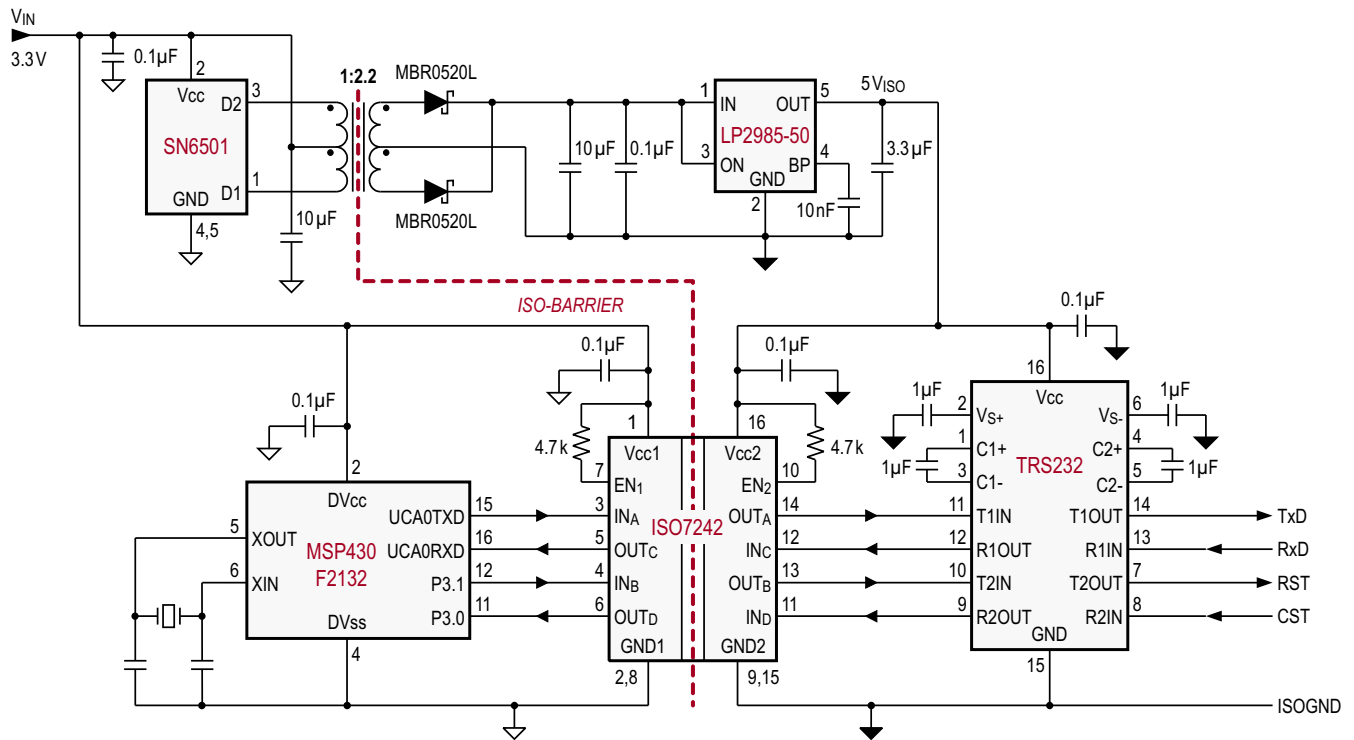 VIN
3.3V
0.1µF
2
Vcc
D2
3
SN6501
D1
1
GND
4,5
10µF
1:2.2
MBR0520L
MBR0520L
10µF
0.1µF
1
IN
OUT
5
LP2985-50
3
ON
BP
4
GND
2
10nF
5VISO
3.3µF
ISO-BARRIER
0.1µF
0.1µF
0.1µF
0.1µF
4.7k
4.7k
1
16
Vcc1
Vcc2
7
EN1
EN2
10
3
INA
OUTA
14
5
OUTC
INC
12
4
INB
OUTB
13
6
OUTD
IND
11
ISO7242
GND1
GND2
2,8
9,15
2
DVcc
5
XOUT
6
XIN
MSP430
F2132
UCA0TXD
15
UCA0RXD
16
P3.1
12
P3.0
11
DVss
4
16
Vcc
1µF
2
VS+
VS-
6
1µF
1
C1+
C2+
4
1µF
3
C1-
C2-
5
1µF
TRS232
11
T1IN
T1OUT
14
TxD
12
R1OUT
R1IN
13
RxD
10
T2IN
T2OUT
7
RST
9
R2OUT
R2IN
8
CST
GND
15
ISOGND